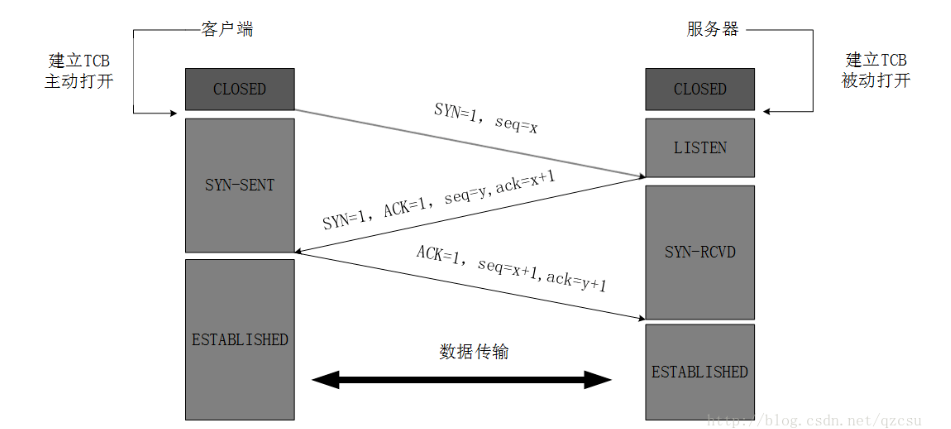 客户端
服务器
建立TCB
主动打开
建立TCB
被动打开
CLOSED
CLOSED
SYN=1, seq=x
LISTEN
SYN-SENT
SYN=1, ACK=1, seq=y,ack=x+1
SYN-RCVD
ACK=1, seq=x+1,ack=y+1
ESTABLISHED
数据传输
ESTABLISHED
http://blog.csdn.net/qzcsu